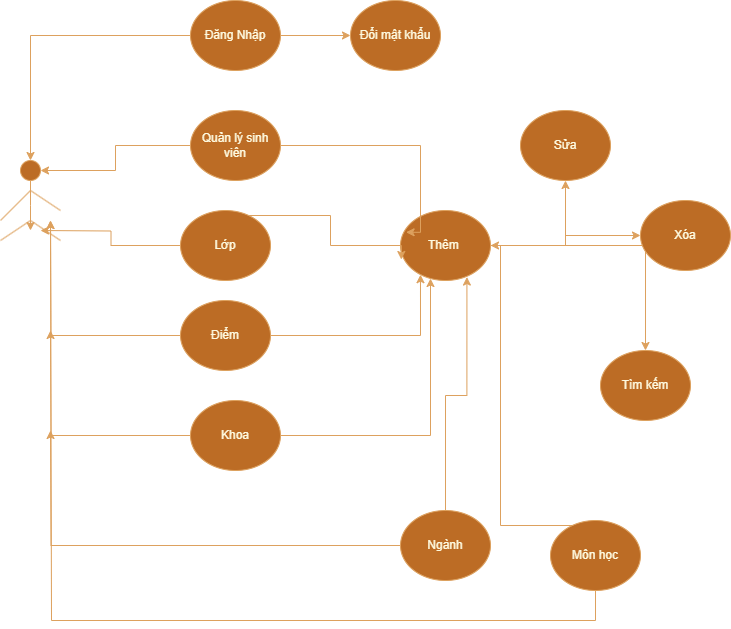 Đăng Nhập
Đổi mật khẩu
Quản lý sinh
viên
Sửa
Lớp
Thêm
Xóa
Điểm
Tìm kếm
Khoa
Ngành
Môn học